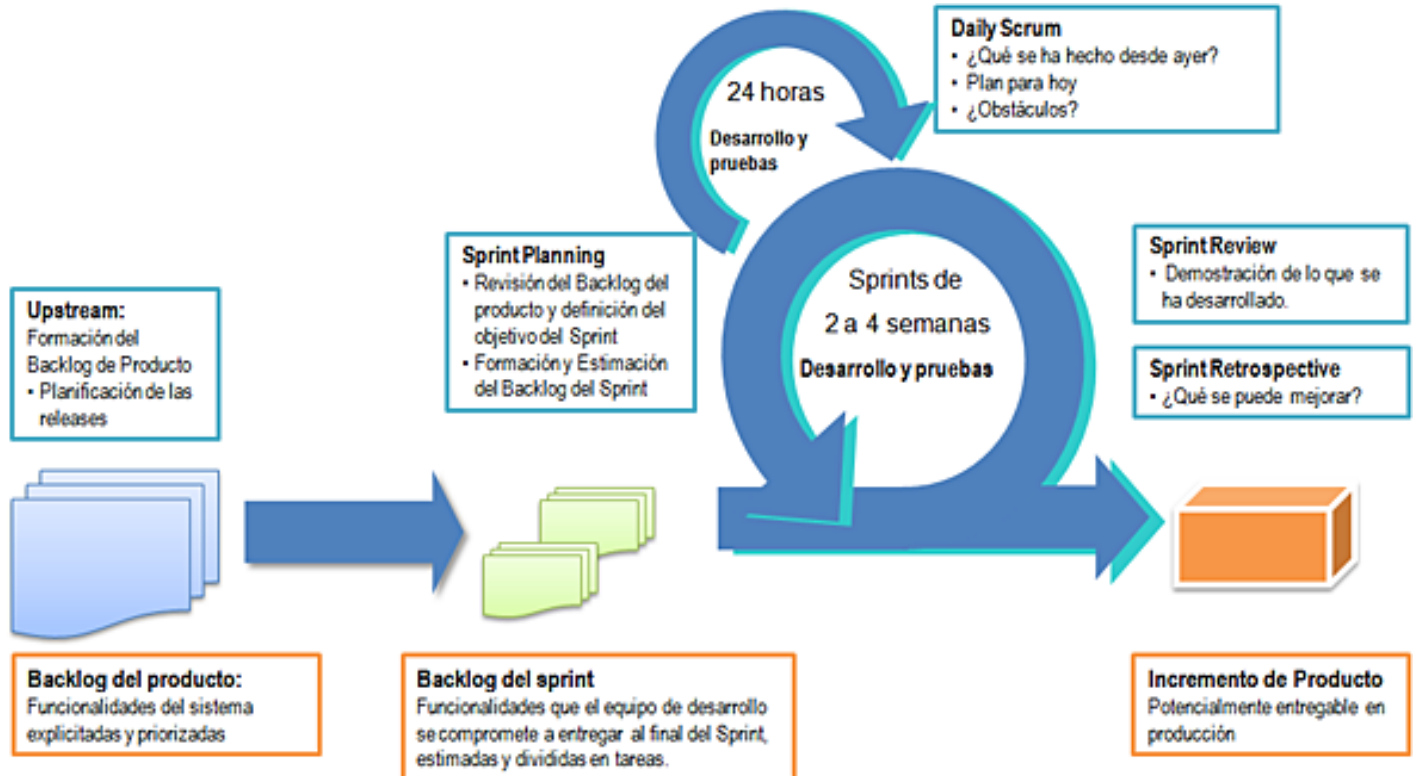 Daily Scrum
• ¿Qué se ha hecho desde ayer?
• Plan para hoy
• ¿Obstáculos?
24 horas
Desarrollo y
pruebas
Sprint Planning
• Revisión del Backlog del
producto y definición del
objetivo del Sprint
• Formación y Estimación
del Backlog del Sprint
Sprints de
2 a 4 semanas
Desarrollo y pruebas
Sprint Review
• Demostración de lo que se
ha desarrollado.
Sprint Retrospective
• ¿Qué se puede mejorar?
Upstream:
Formación del
Backlog de Producto
• Planificación de las
releases
Backlog del producto:
Funcionalidades del sistema
explicitadas y priorizadas
Backlog del sprint
Funcionalidades que el equipo de desarrollo
se compromete a entregar al final del Sprint,
estimadas y divididas en tareas.
Incremento de Producto
Potencialmente entregable en
producción